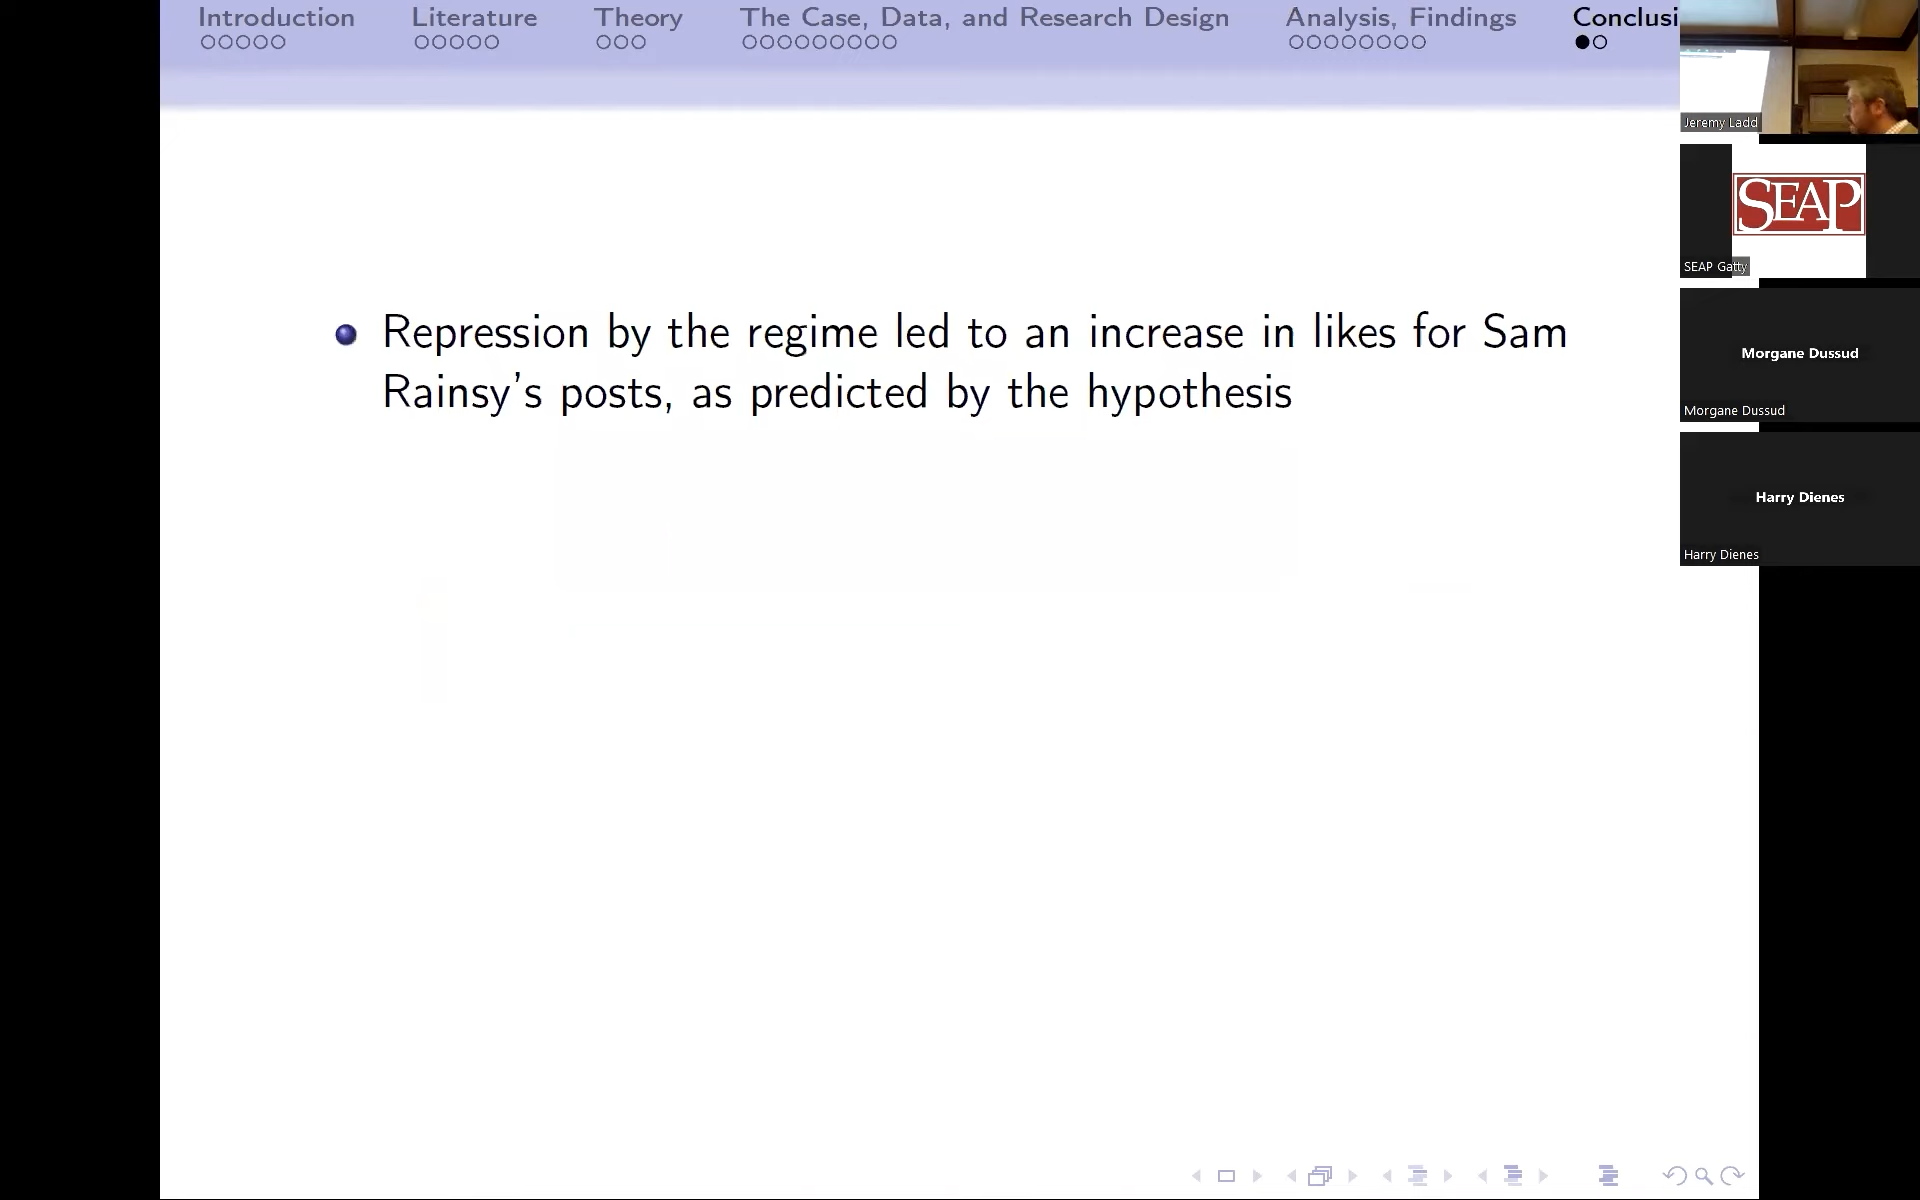 Introduction Literature Theory The Case, Data, and Research Design Analysis, Findings Conclusi
Jeremy Ladd
SEAP
SEAP Gatty
Repression by the regime led to an increase in likes for Sam
Rainsy's posts, as predicted by the hypothesis
Morgane Dussud
Morgane Dussud
Harry Dienes
Harry Dienes